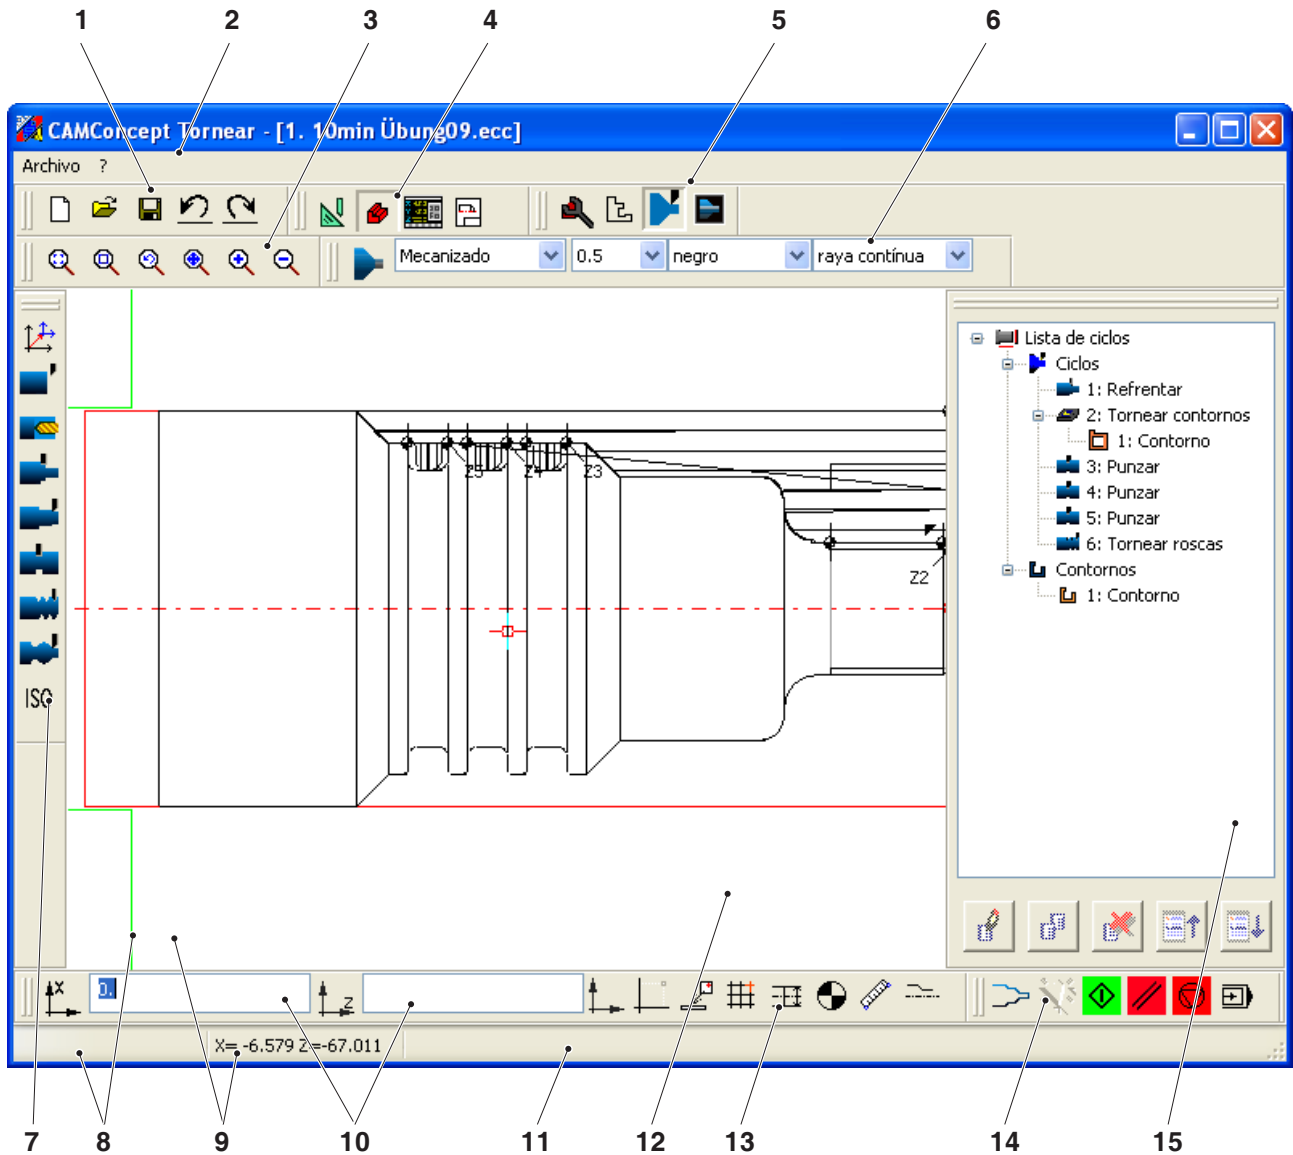 1 2 3 4 5 6
CAMConcept Tornear - [1. 10min Übung09.ecc]
Archivo ?
Mecanizado 0.5 negro raya contínua
Lista de ciclos
Ciclos
1: Refrentar
2: Tornear contornos
1: Contorno
3: Punzar
4: Punzar
5: Punzar
6: Tornear roscas
Contornos
1: Contorno
Z5 Z4 Z3
Z2
ISO
X 0. Z
X= -6.579 Z=-67.011
7 8 9 10 11 12 13 14 15